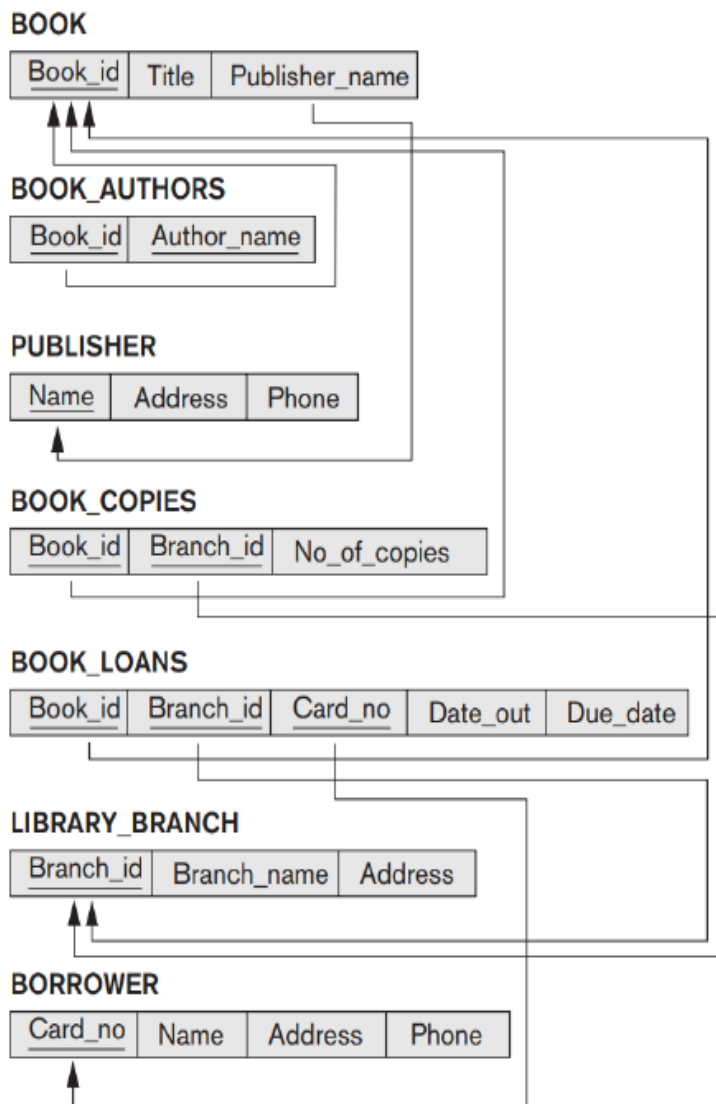 BOOK
Book_id Title Publisher_name
BOOK_AUTHORS
Book_id Author_name
PUBLISHER
Name Address Phone
BOOK_COPIES
Book_id Branch_id No_of_copies
BOOK_LOANS
Book_id Branch_id Card_no Date_out Due_date
LIBRARY_BRANCH
Branch_id Branch_name Address
BORROWER
Card_no Name Address Phone